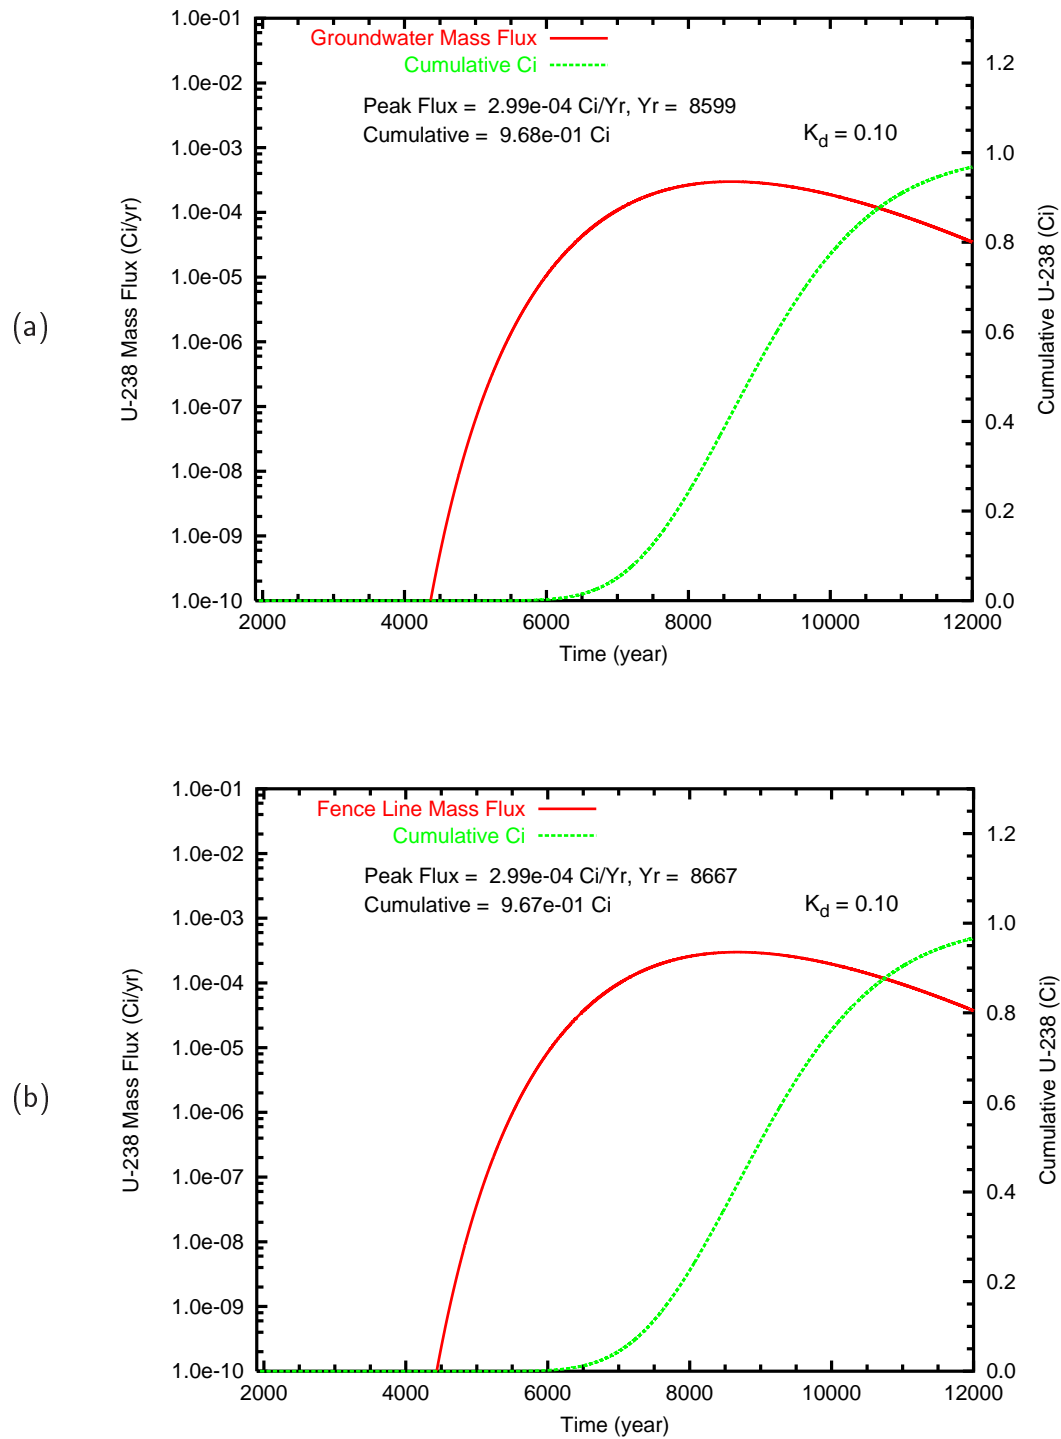 (a)
U-238 Mass Flux (Ci/yr)
1.0e-01
1.0e-02
1.0e-03
1.0e-04
1.0e-05
1.0e-06
1.0e-07
1.0e-08
1.0e-09
1.0e-10
Groundwater Mass Flux
Cumulative Ci
Peak Flux = 2.99e-04 Ci/Yr, Yr = 8599
Cumulative = 9.68e-01 Ci
K_d = 0.10
1.2
1.0
0.8
0.6
0.4
0.2
0.0
Cumulative U-238 (Ci)
2000 4000 6000 8000 10000 12000
Time (year)
(b)
U-238 Mass Flux (Ci/yr)
1.0e-01
1.0e-02
1.0e-03
1.0e-04
1.0e-05
1.0e-06
1.0e-07
1.0e-08
1.0e-09
1.0e-10
Fence Line Mass Flux
Cumulative Ci
Peak Flux = 2.99e-04 Ci/Yr, Yr = 8667
Cumulative = 9.67e-01 Ci
K_d = 0.10
1.2
1.0
0.8
0.6
0.4
0.2
0.0
Cumulative U-238 (Ci)
2000 4000 6000 8000 10000 12000
Time (year)